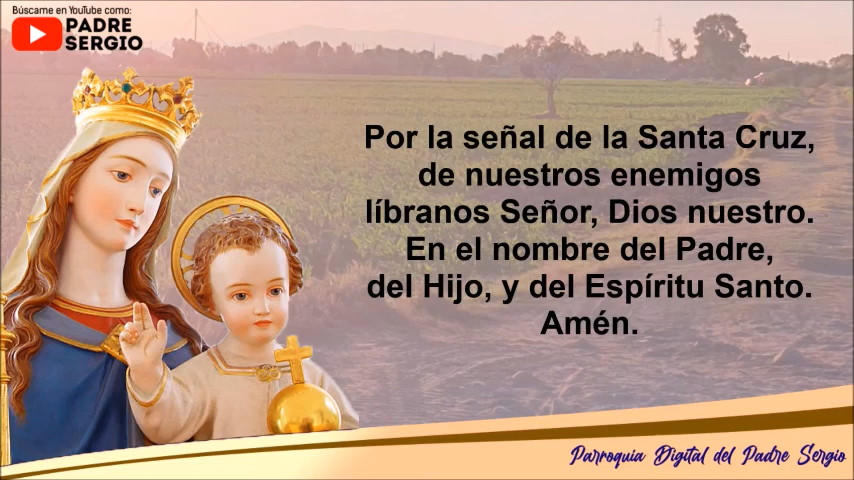 Búscame en YouTube como:
PADRE
SERGIO
Por la señal de la Santa Cruz,
de nuestros enemigos
líbranos Señor, Dios nuestro.
En el nombre del Padre,
del Hijo, y del Espíritu Santo.
Amén.
Parroquia Digital del Padre Sergio